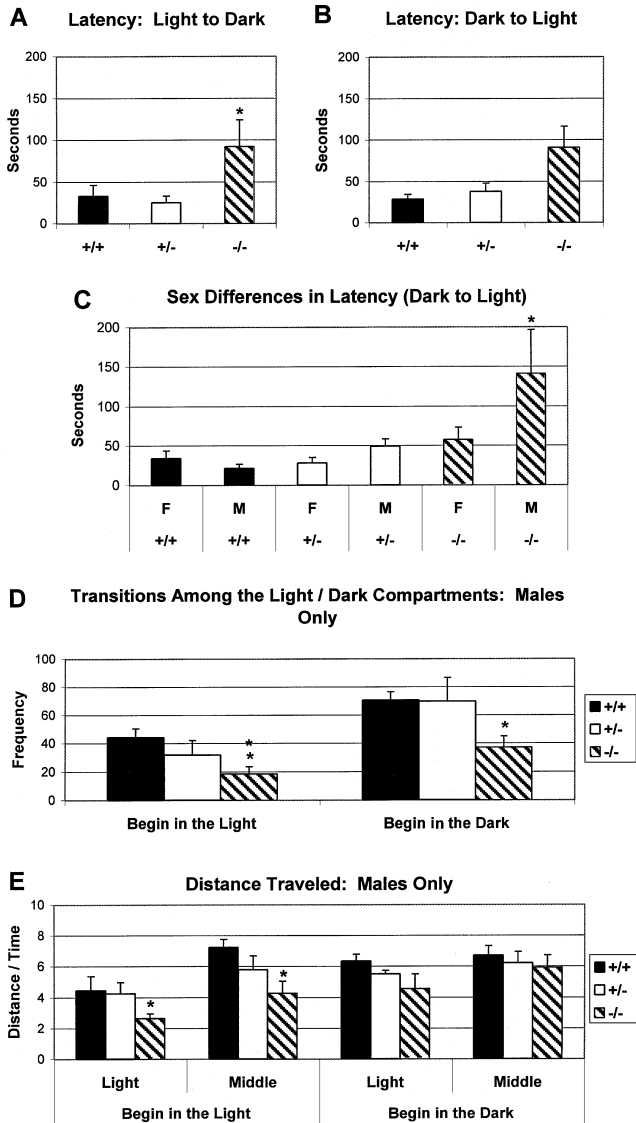 A
Latency: Light to Dark
200
150
100
50
0
Seconds
*
+/+ +/- -/-
B
Latency: Dark to Light
200
150
100
50
0
Seconds
+/+ +/- -/-
C
Sex Differences in Latency (Dark to Light)
200
150
100
50
0
Seconds
*
F M F M F M
+/+ +/+ +/- +/- -/- -/-
D
Transitions Among the Light / Dark Compartments: Males
Only
100
80
60
40
20
0
Frequency
*
*
*
Begin in the Light Begin in the Dark
+/+
+/-
-/-
E
Distance Traveled: Males Only
10
8
6
4
2
0
Distance / Time
*
*
Light Middle Light Middle
Begin in the Light Begin in the Dark
+/+
+/-
-/-